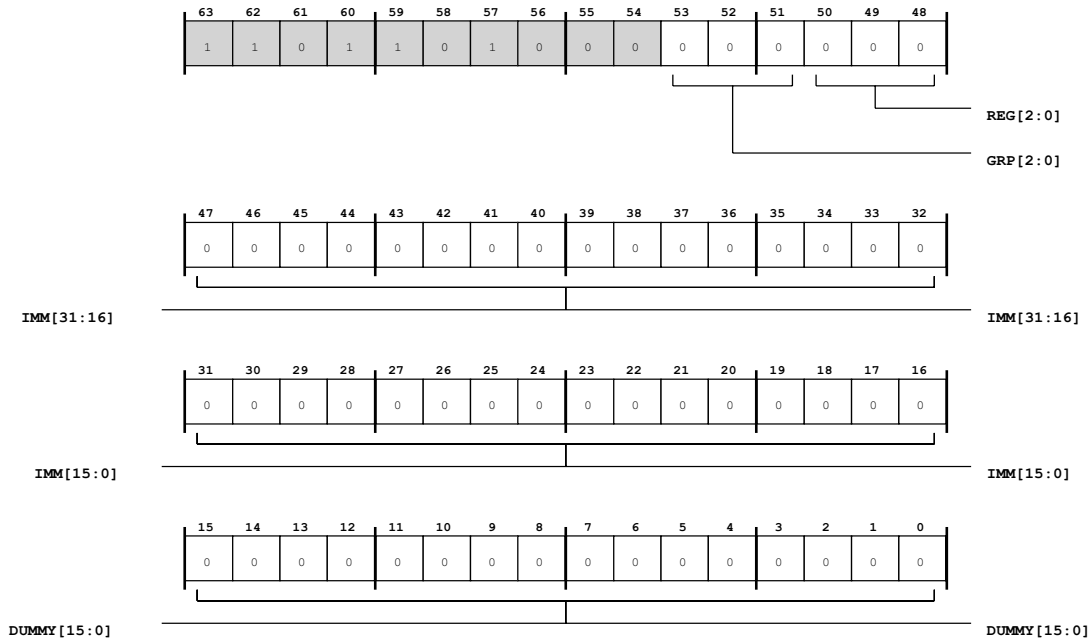 63 62 61 60 59 58 57 56 55 54 53 52 51 50 49 48
1 1 0 1 1 0 1 0 0 0 0 0 0 0 0 0
REG[2:0]
GRP[2:0]
47 46 45 44 43 42 41 40 39 38 37 36 35 34 33 32
0 0 0 0 0 0 0 0 0 0 0 0 0 0 0 0
IMM[31:16] IMM[31:16]
31 30 29 28 27 26 25 24 23 22 21 20 19 18 17 16
0 0 0 0 0 0 0 0 0 0 0 0 0 0 0 0
IMM[15:0] IMM[15:0]
15 14 13 12 11 10 9 8 7 6 5 4 3 2 1 0
0 0 0 0 0 0 0 0 0 0 0 0 0 0 0 0
DUMMY[15:0] DUMMY[15:0]